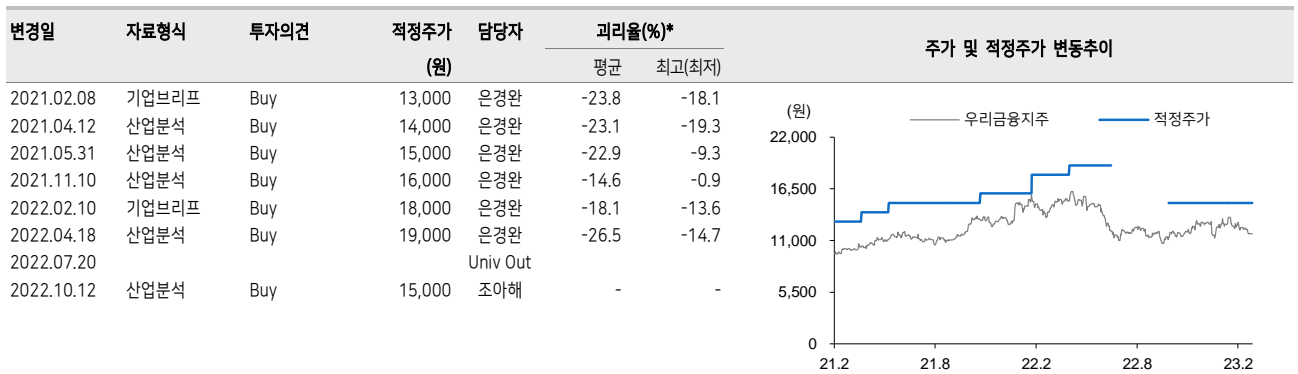 변경일 자료형식 투자의견 적정주가 담당자 괴리율(%)* 주가 및 적정주가 변동추이
(원) 평균 최고(최저)
2021.02.08 기업브리프 Buy 13,000 은경완 -23.8 -18.1
2021.04.12 산업분석 Buy 14,000 은경완 -23.1 -19.3
2021.05.31 산업분석 Buy 15,000 은경완 -22.9 -9.3
2021.11.10 산업분석 Buy 16,000 은경완 -14.6 -0.9
2022.02.10 기업브리프 Buy 18,000 은경완 -18.1 -13.6
2022.04.18 산업분석 Buy 19,000 은경완 -26.5 -14.7
2022.07.20 Univ Out
2022.10.12 산업분석 Buy 15,000 조아해 - -
(원) 우리금융지주 적정주가
22,000
16,500
11,000
5,500
0
21.2 21.8 22.2 22.8 23.2